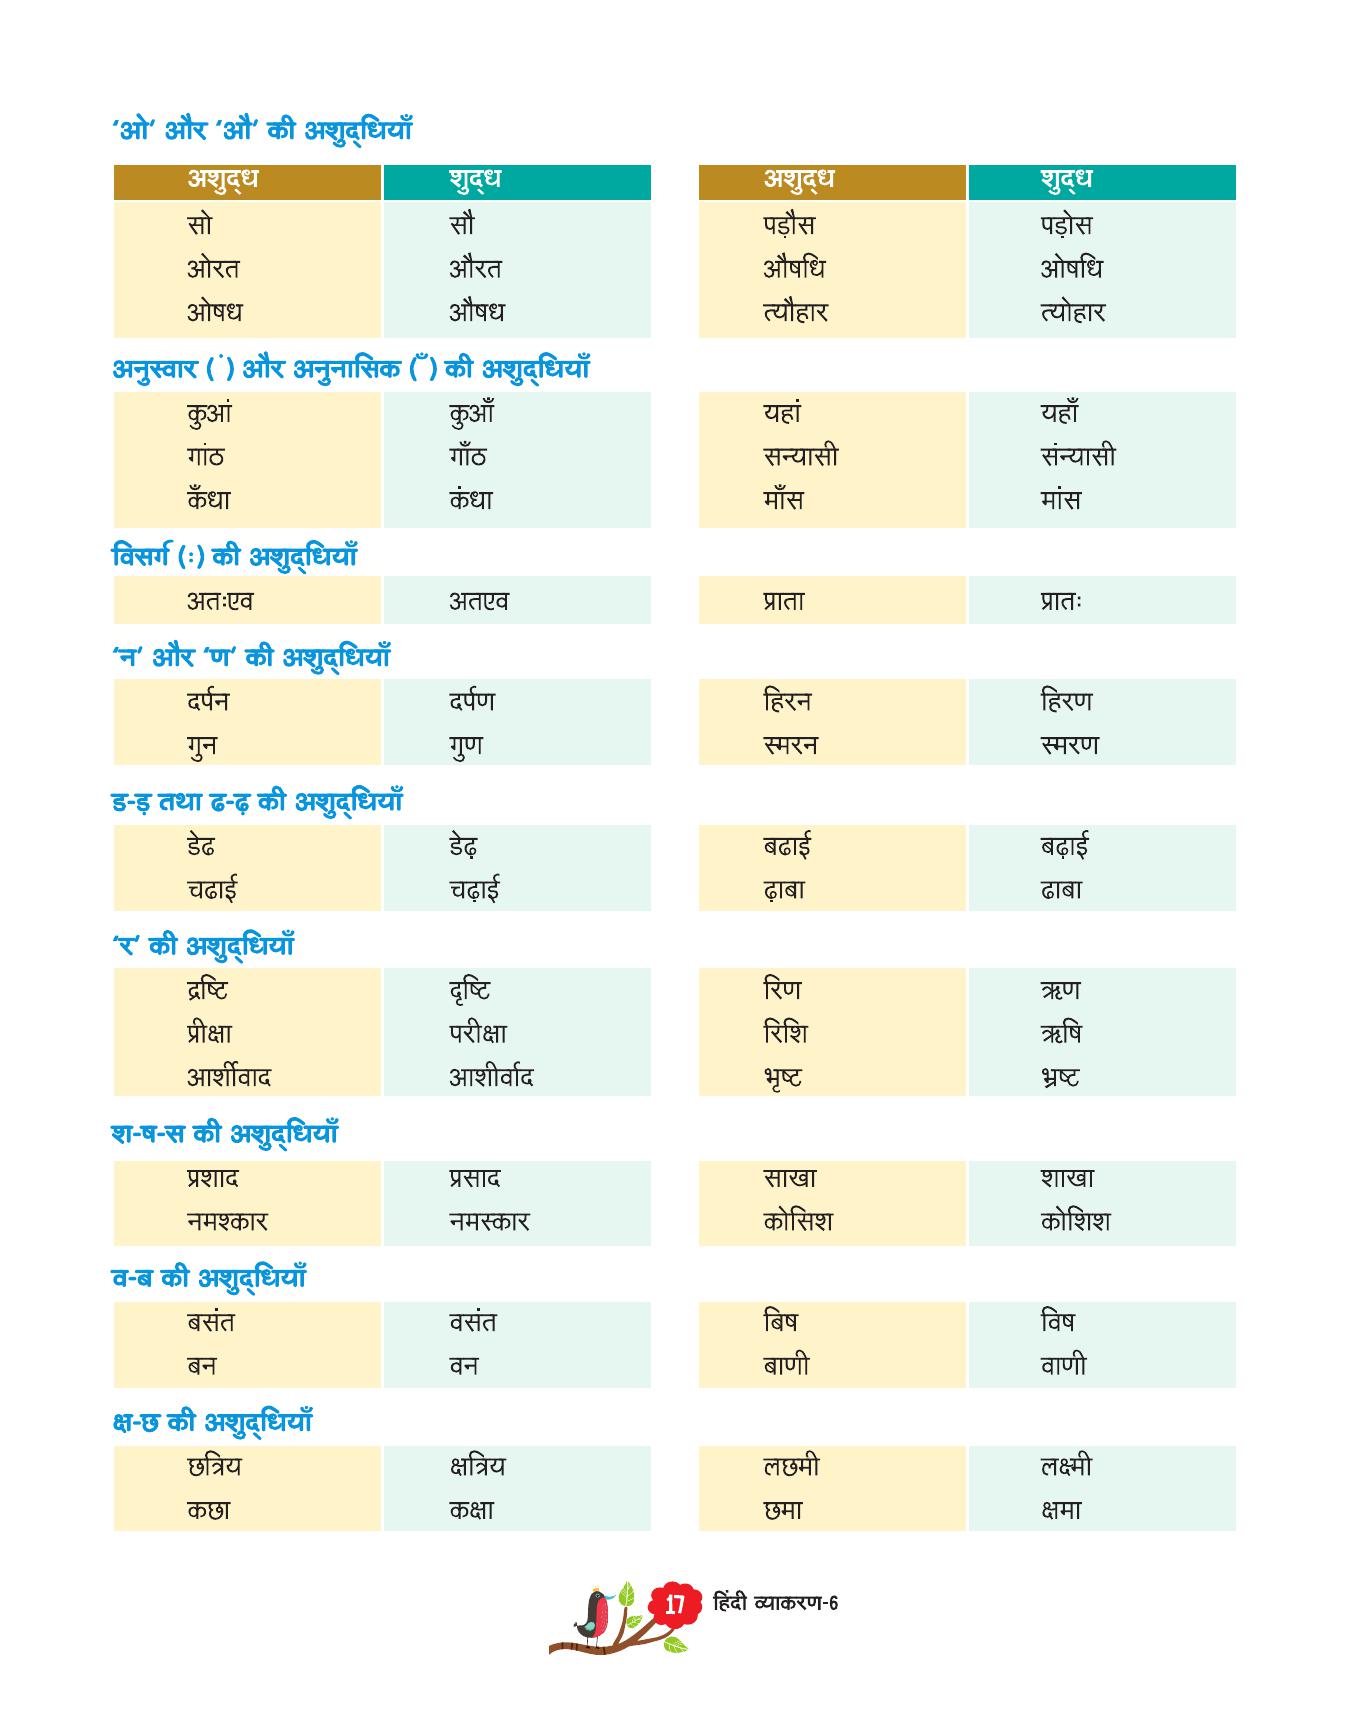 ‘ओ’ और ‘औ’ की अशुद्धियाँ
अशुद्ध शुद्ध अशुद्ध शुद्ध
सो सौ पड़ौस पड़ोस
ओरत औरत औषधि ओषधि
ओषध औषध त्यौहार त्योहार
अनुस्वार (ं) और अनुनासिक (ँ) की अशुद्धियाँ
कुआं कुआँ यहां यहाँ
गांठ गाँठ सन्यासी संन्यासी
कँधा कंधा माँस मांस
विसर्ग (ः) की अशुद्धियाँ
अतःएव अतएव प्राता प्रातः
‘न’ और ‘ण’ की अशुद्धियाँ
दर्पन दर्पण हिरन हिरण
गुन गुण स्मरन स्मरण
ड-ड़ तथा ढ-ढ़ की अशुद्धियाँ
डेढ डेढ़ बढाई बढ़ाई
चढाई चढ़ाई ढ़ाबा ढाबा
‘र’ की अशुद्धियाँ
द्रष्टि दृष्टि रिण ऋण
प्रीक्षा परीक्षा रिशि ऋषि
आर्शीवाद आशीर्वाद भृष्ट भ्रष्ट
श-ष-स की अशुद्धियाँ
प्रशाद प्रसाद साखा शाखा
नमश्कार नमस्कार कोसिश कोशिश
व-ब की अशुद्धियाँ
बसंत वसंत बिष विष
बन वन बाणी वाणी
क्ष-छ की अशुद्धियाँ
छत्रिय क्षत्रिय लछमी लक्ष्मी
कछा कक्षा छमा क्षमा
17 हिंदी व्याकरण-6